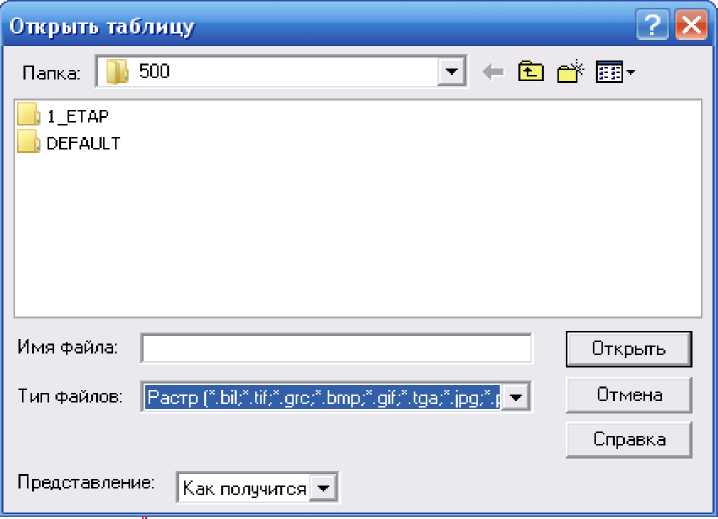 Открыть таблицу
Папка: 500
1_ETAP
DEFAULT
Имя файла:
Открыть
Тип файлов: Растр (*.bil;*.tif;*.grc;*.bmp;*.gif;*.tga;*.jpg;*.p
Отмена
Справка
Представление: Как получится